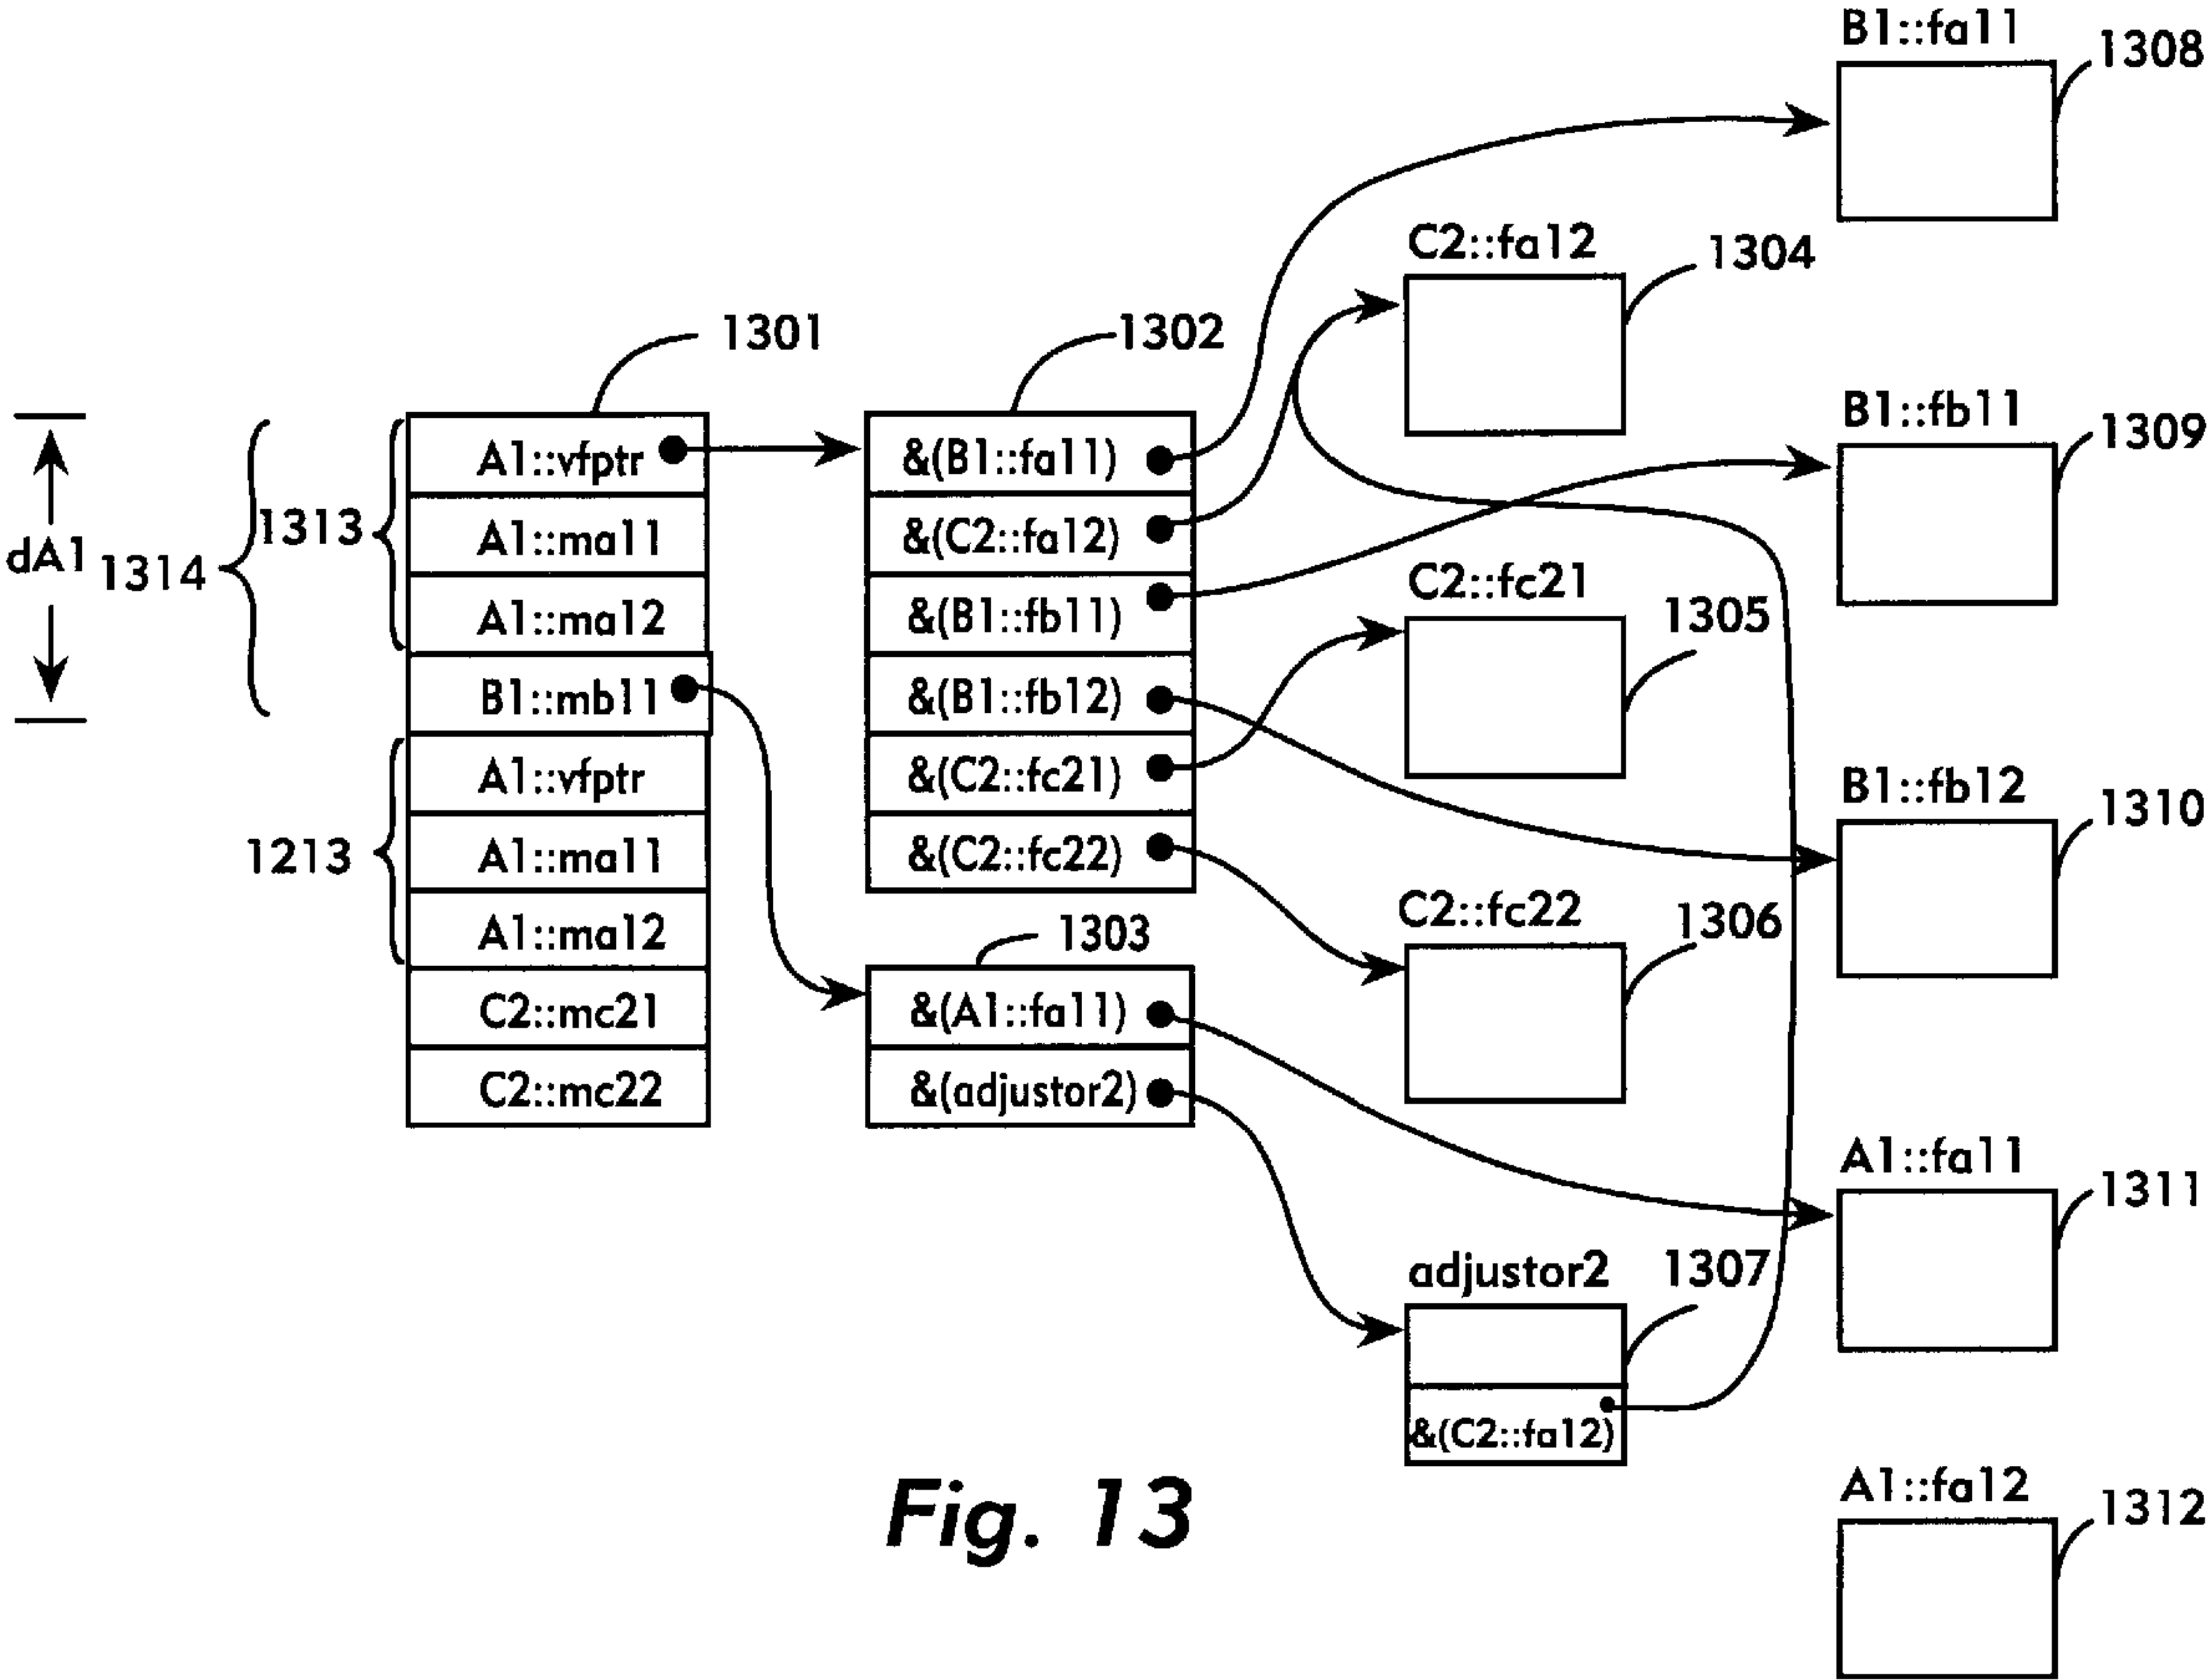 B1::fa11
1308
C2::fa12
1304
1301
1302
B1::fb11
1309
dA1
1314
1313
A1::vfptr
A1::ma11
A1::ma12
B1::mb11
1213
A1::vfptr
A1::ma11
A1::ma12
C2::mc21
C2::mc22
&(B1::fa11)
&(C2::fa12)
&(B1::fb11)
&(B1::fb12)
&(C2::fc21)
&(C2::fc22)
C2::fc21
1305
B1::fb12
1310
C2::fc22
1306
1303
&(A1::fa11)
&(adjustor2)
A1::fa11
1311
adjustor2
1307
&(C2::fa12)
A1::fa12
1312
Fig. 13